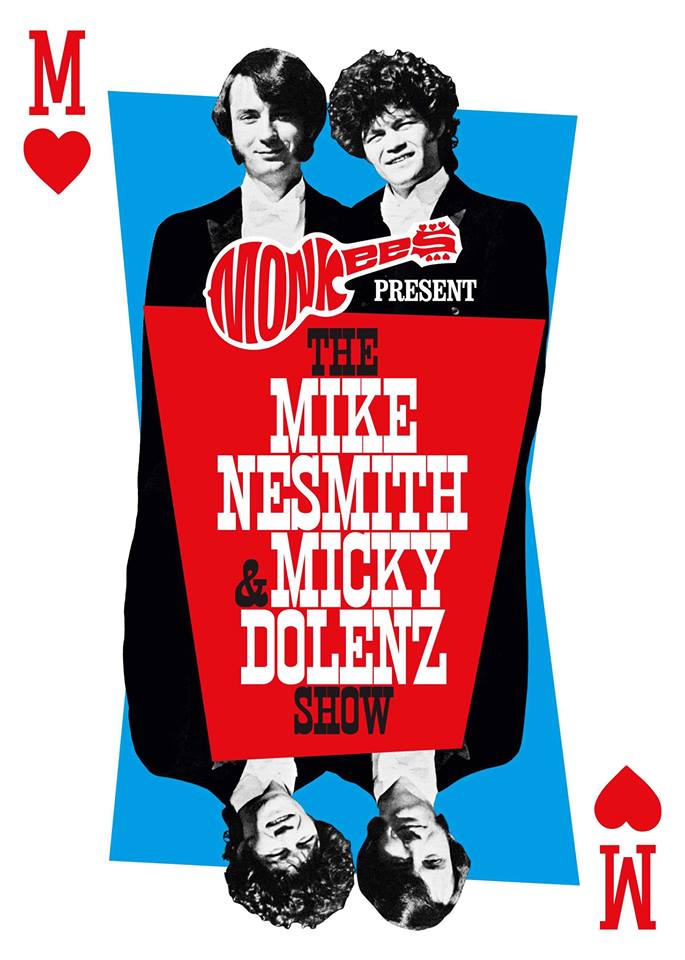 M
MONKEES
PRESENT
THE
MIKE
NESMITH
& MICKY
DOLENZ
SHOW
M